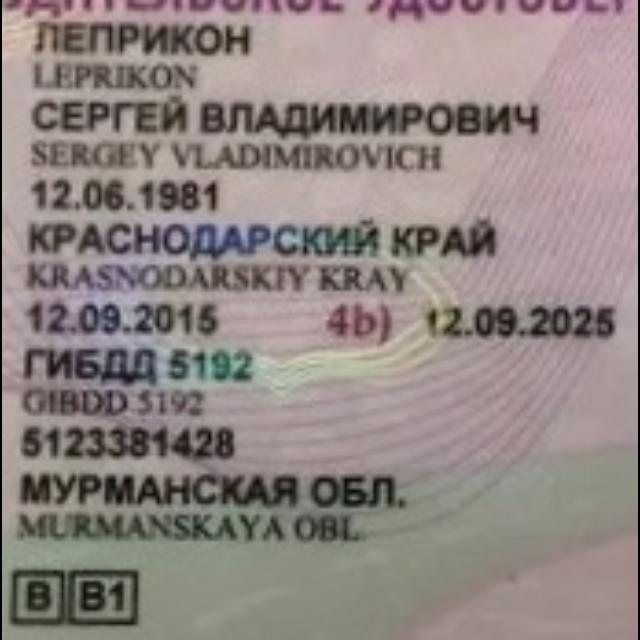 ЛЕПРИКОН
LEPRIKON
СЕРГЕЙ ВЛАДИМИРОВИЧ
SERGEY VLADIMIROVICH
12.06.1981
КРАСНОДАРСКИЙ КРАЙ
KRASNODARSKIY KRAY
12.09.2015 4b) 12.09.2025
ГИБДД 5192
GIBDD 5192
5123381428
МУРМАНСКАЯ ОБЛ.
MURMANSKAYA OBL.
B B1